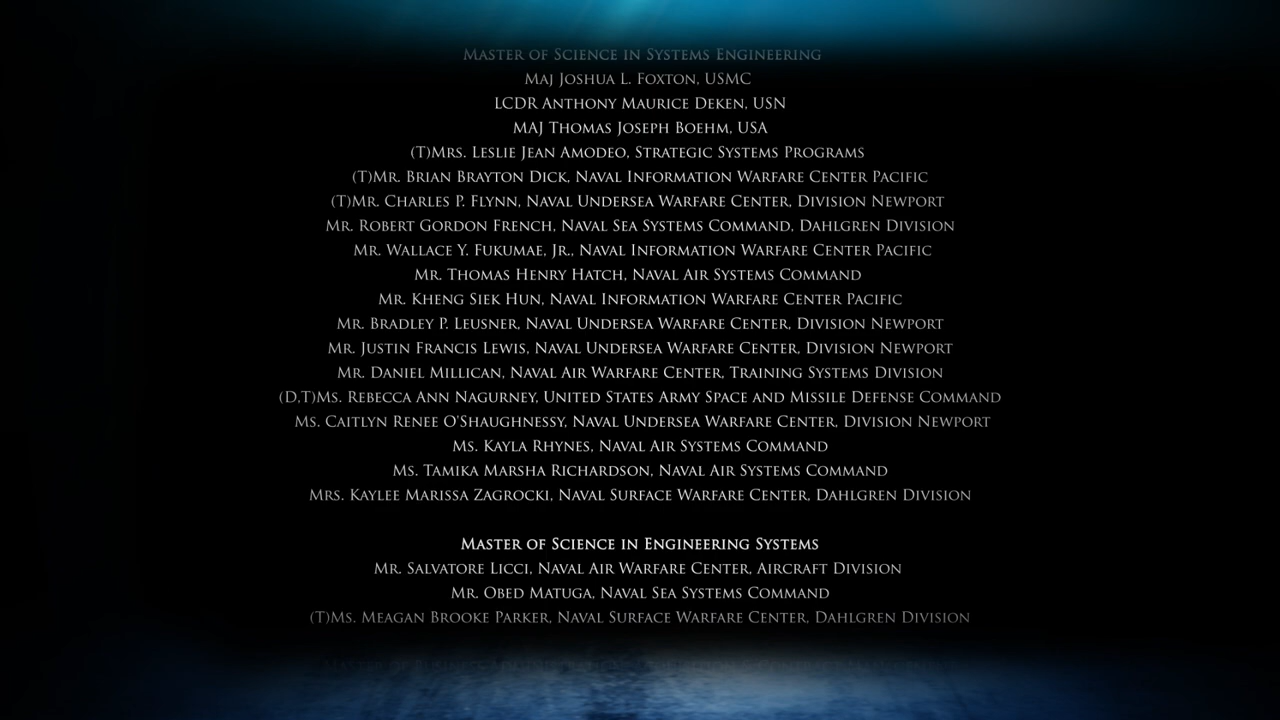 Master of Science in Systems Engineering
Maj Joshua L. Foxton, USMC
LCDR Anthony Maurice Deken, USN
MAJ Thomas Joseph Boehm, USA
(T)Mrs. Leslie Jean Amodeo, Strategic Systems Programs
(T)Mr. Brian Brayton Dick, Naval Information Warfare Center Pacific
(T)Mr. Charles P. Flynn, Naval Undersea Warfare Center, Division Newport
Mr. Robert Gordon French, Naval Sea Systems Command, Dahlgren Division
Mr. Wallace Y. Fukumae, Jr., Naval Information Warfare Center Pacific
Mr. Thomas Henry Hatch, Naval Air Systems Command
Mr. Kheng Siek Hun, Naval Information Warfare Center Pacific
Mr. Bradley P. Leusner, Naval Undersea Warfare Center, Division Newport
Mr. Justin Francis Lewis, Naval Undersea Warfare Center, Division Newport
Mr. Daniel Millican, Naval Air Warfare Center, Training Systems Division
(D,T)Ms. Rebecca Ann Nagurney, United States Army Space and Missile Defense Command
Ms. Caitlyn Renee O'Shaughnessy, Naval Undersea Warfare Center, Division Newport
Ms. Kayla Rhynes, Naval Air Systems Command
Ms. Tamika Marsha Richardson, Naval Air Systems Command
Mrs. Kaylee Marissa Zagrocki, Naval Surface Warfare Center, Dahlgren Division
Master of Science in Engineering Systems
Mr. Salvatore Licci, Naval Air Warfare Center, Aircraft Division
Mr. Obed Matuga, Naval Sea Systems Command
(T)Ms. Meagan Brooke Parker, Naval Surface Warfare Center, Dahlgren Division